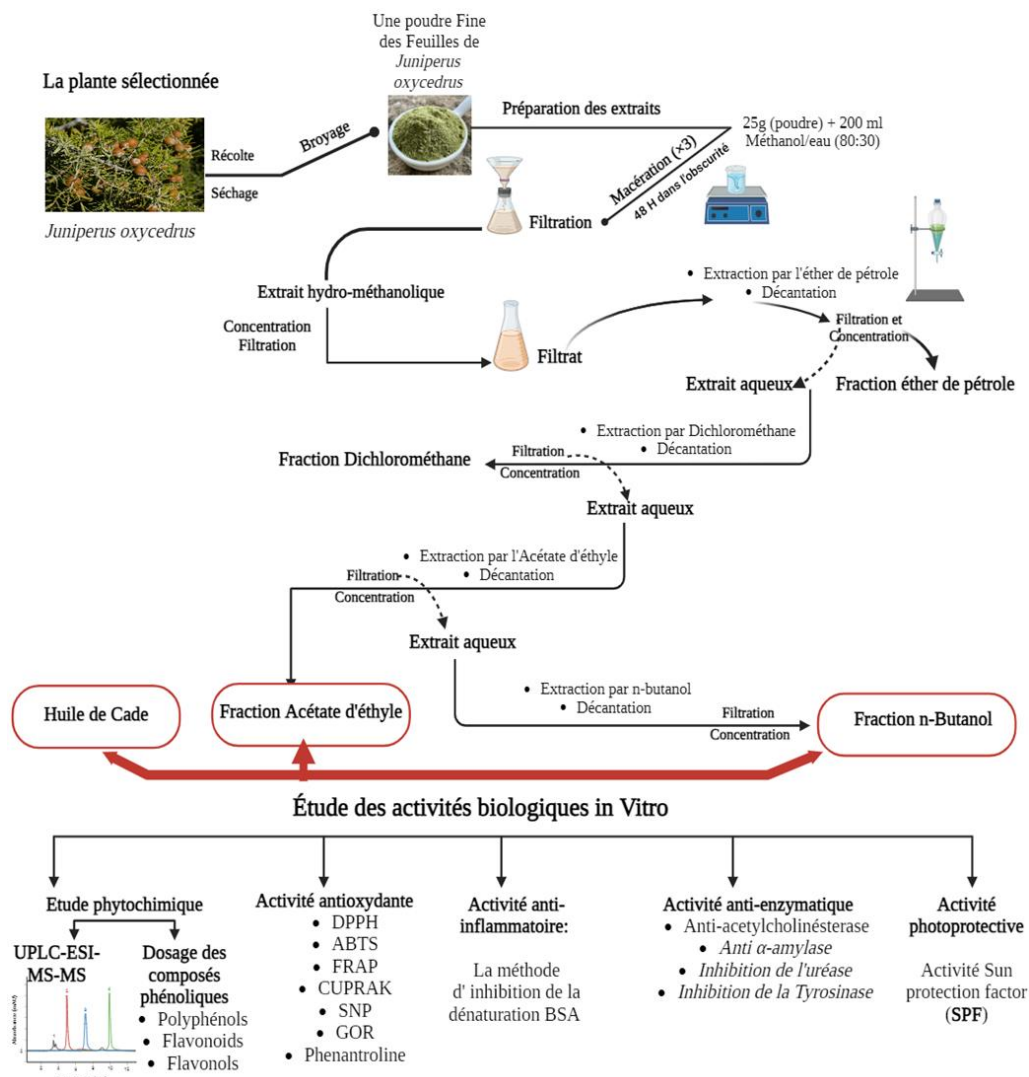 Une poudre Fine
des Feuilles de
Juniperus
oxycedrus
La plante sélectionnée
Récolte
Séchage
Broyage
Juniperus oxycedrus
Préparation des extraits
25g (poudre) + 200 ml
Méthanol/eau (80:30)
Macération (×3)
48 H dans l'obscurité
Filtration
Extrait hydro-méthanolique
Concentration
Filtration
Filtrat
• Extraction par l'éther de pétrole
• Décantation
Filtration et
Concentration
Extrait aqueux
Fraction éther de pétrole
• Extraction par Dichlorométhane
• Décantation
Filtration
Concentration
Fraction Dichlorométhane
Extrait aqueux
• Extraction par l'Acétate d'éthyle
• Décantation
Filtration
Concentration
Extrait aqueux
• Extraction par n-butanol
• Décantation
Filtration
Concentration
Huile de Cade
Fraction Acétate d'éthyle
Fraction n-Butanol
Étude des activités biologiques in Vitro
Etude phytochimique
UPLC-ESI-
MS-MS
Dosage des
composés
phénoliques
• Polyphénols
• Flavonoids
• Flavonols
Activité antioxydante
• DPPH
• ABTS
• FRAP
• CUPRAK
• SNP
• GOR
• Phenantroline
Activité anti-
inflammatoire:
La méthode
d' inhibition de la
dénaturation BSA
Activité anti-enzymatique
• Anti-acetylcholinésterase
• Anti α-amylase
• Inhibition de l'uréase
• Inhibition de la Tyrosinase
Activité
photoprotective
Activité Sun
protection factor
(SPF)